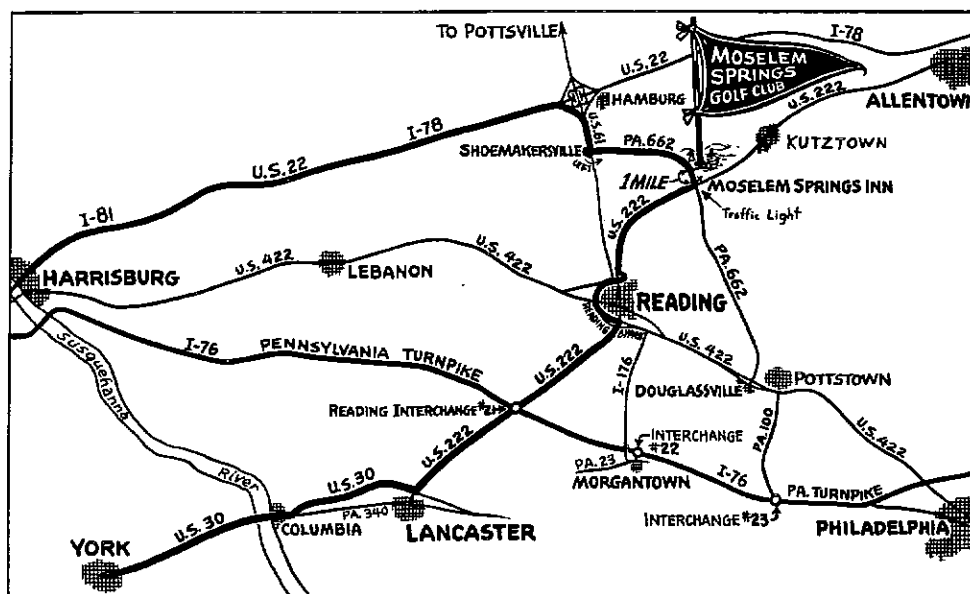 TO POTTSVILLE
I-78
U.S. 22
MOSELEM
SPRINGS
GOLF CLUB
U.S. 222
ALLENTOWN
HAMBURG
U.S. 61
I-78
U.S. 22
I-81
SHOEMAKERSVILLE
LEFT
PA. 662
KUTZTOWN
1 MILE
MOSELEM SPRINGS INN
Traffic Light
U.S. 222
PA. 662
HARRISBURG
U.S. 422
LEBANON
U.S. 422
READING
READING BYPASS
SUSQUEHANNA
River
I-76
PENNSYLVANIA TURNPIKE
U.S. 222
I-176
U.S. 422
DOUGLASSVILLE
POTTSTOWN
READING INTERCHANGE #21
U.S. 222
INTERCHANGE
#22
PA. 100
U.S. 422
PA. 23
MORGANTOWN
I-76
PA. TURNPIKE
INTERCHANGE #23
PHILADELPHIA
U.S. 30
U.S. 30
PA. 340
COLUMBIA
LANCASTER
YORK